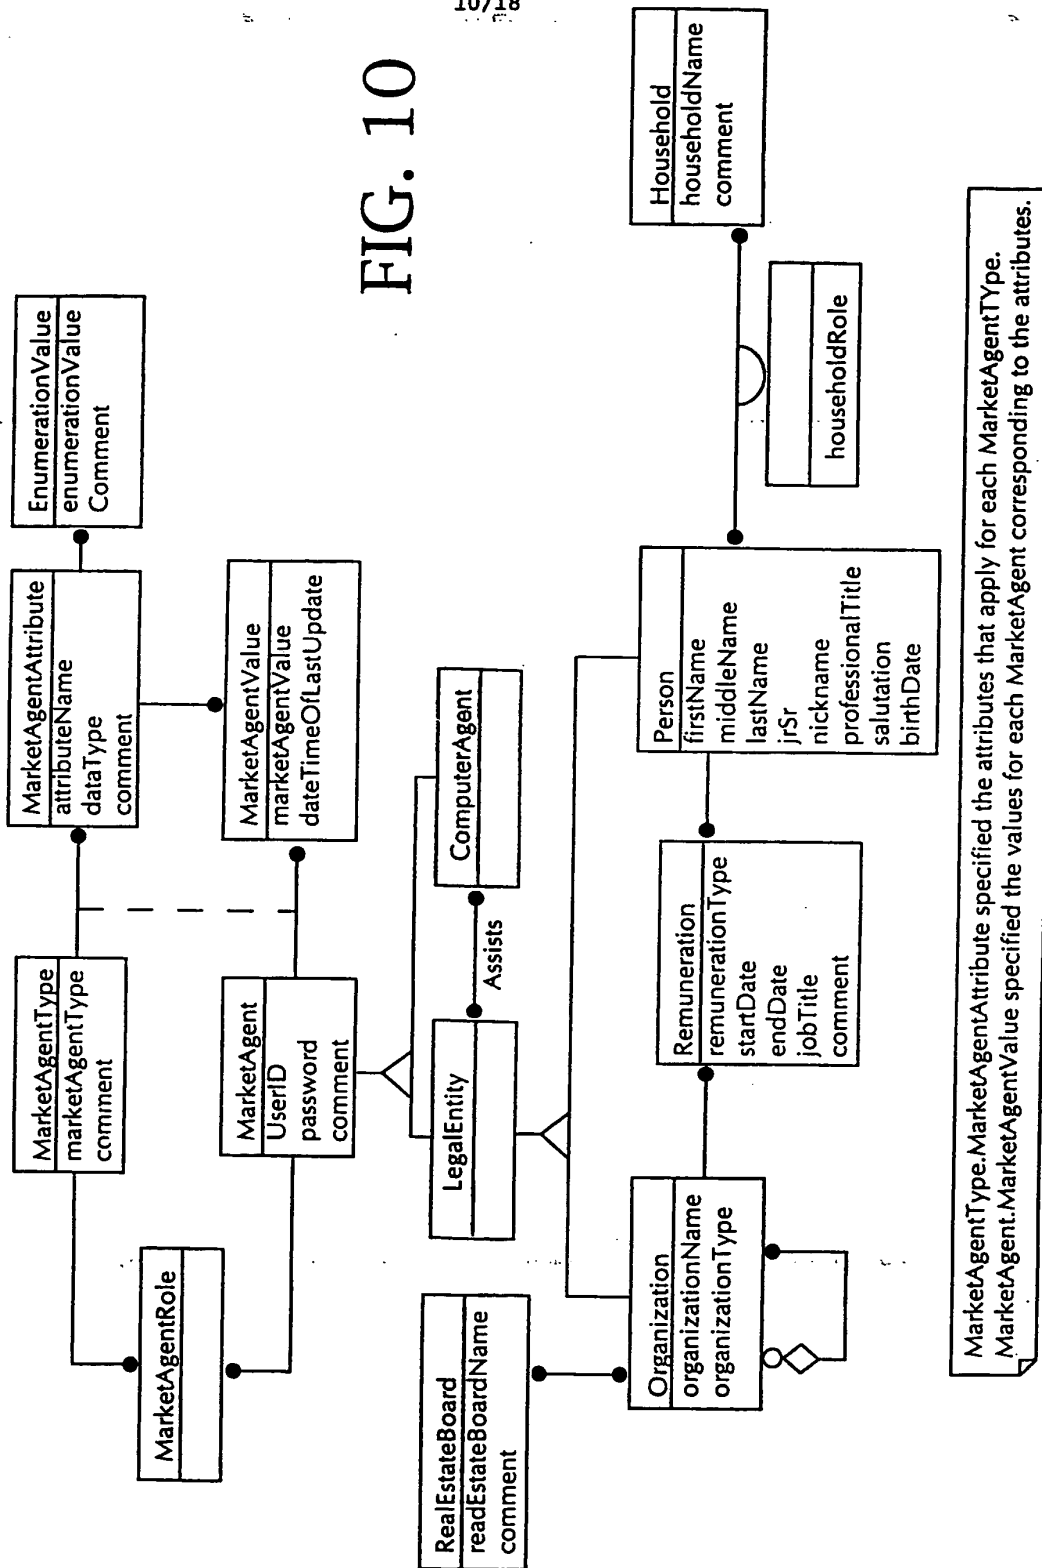 10/18
FIG. 10
MarketAgentRole
MarketAgentType
marketAgentType
comment
MarketAgentAttribute
attributeName
dataType
comment
EnumerationValue
enumerationValue
Comment
MarketAgent
UserID
password
comment
MarketAgentValue
marketAgentValue
dateTimeOfLastUpdate
LegalEntity
Assists
ComputerAgent
RealEstateBoard
readEstateBoardName
comment
Organization
organizationName
organizationType
Remuneration
remunerationType
startDate
endDate
jobTitle
comment
Person
firstName
middleName
lastName
jrSr
nickname
professionalTitle
salutation
birthDate
householdRole
Household
householdName
comment
MarketAgentType.MarketAgentAttribute specified the attributes that apply for each MarketAgentTYpe.
MarketAgent.MarketAgentValue specified the values for each MarketAgent corresponding to the attributes.